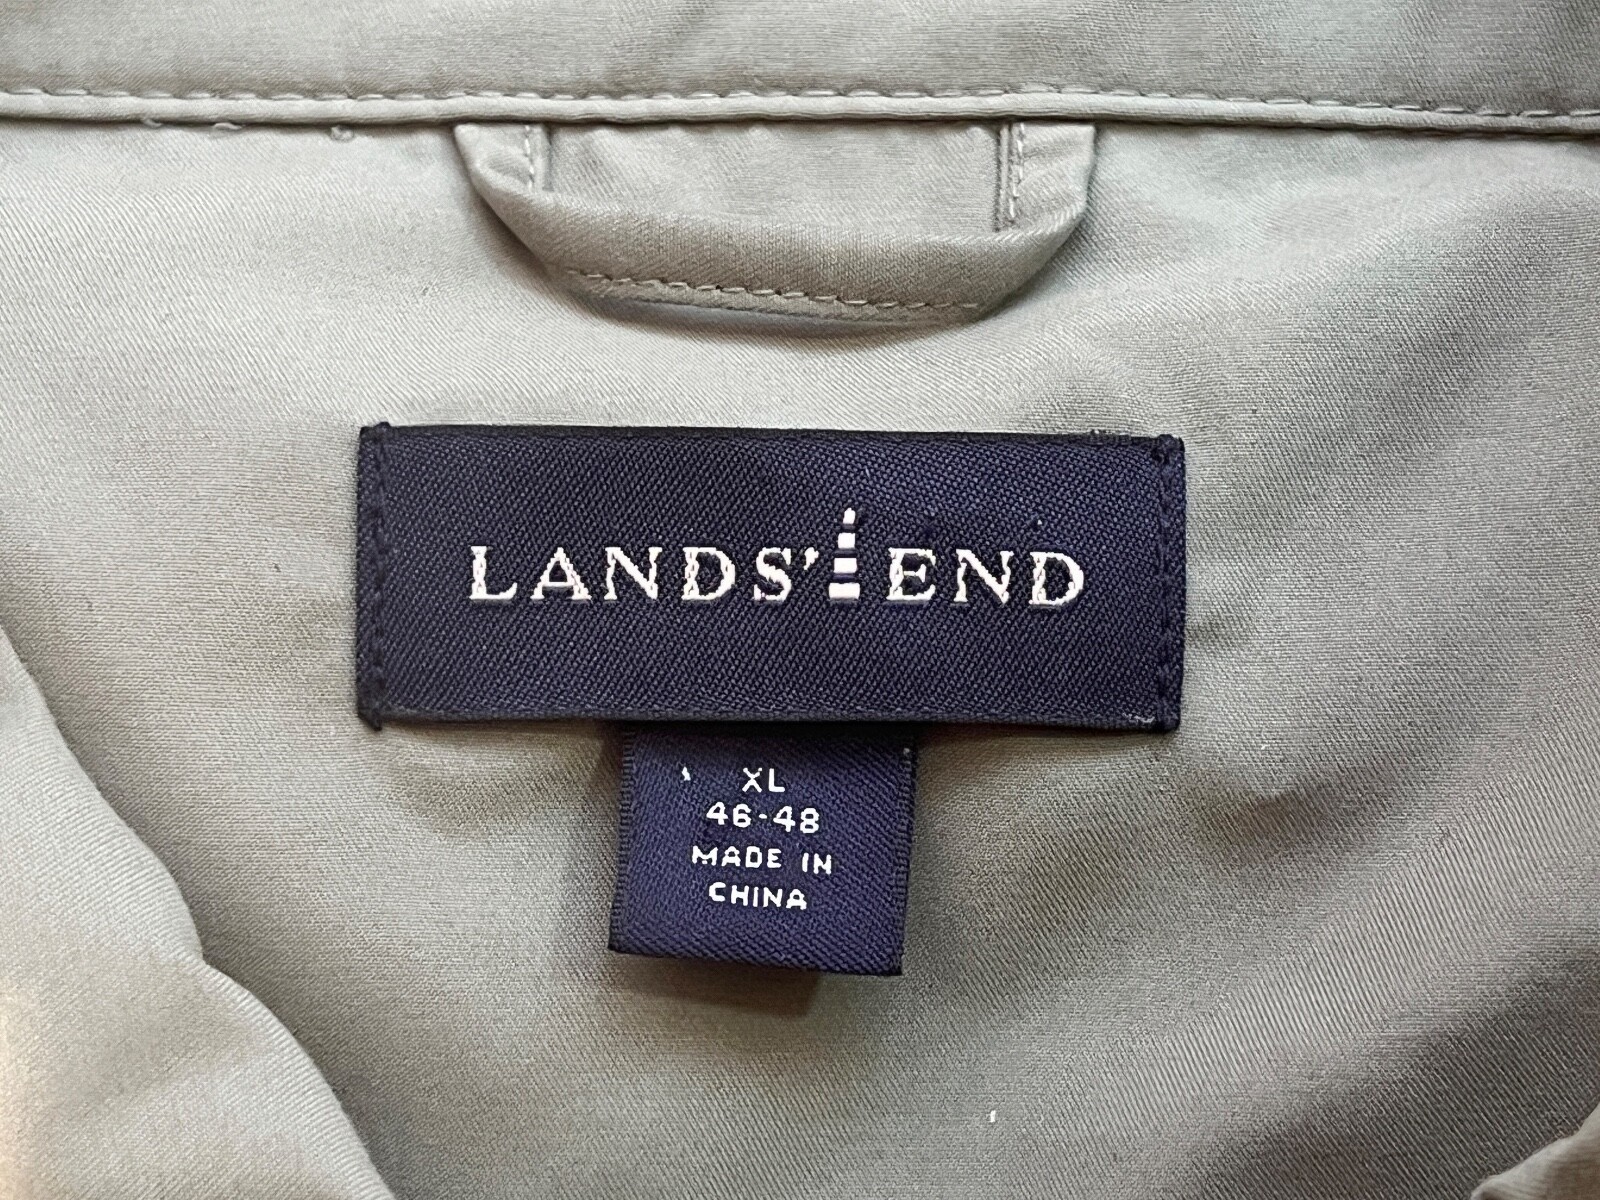 LANDS' END
XL
46-48
MADE IN
CHINA